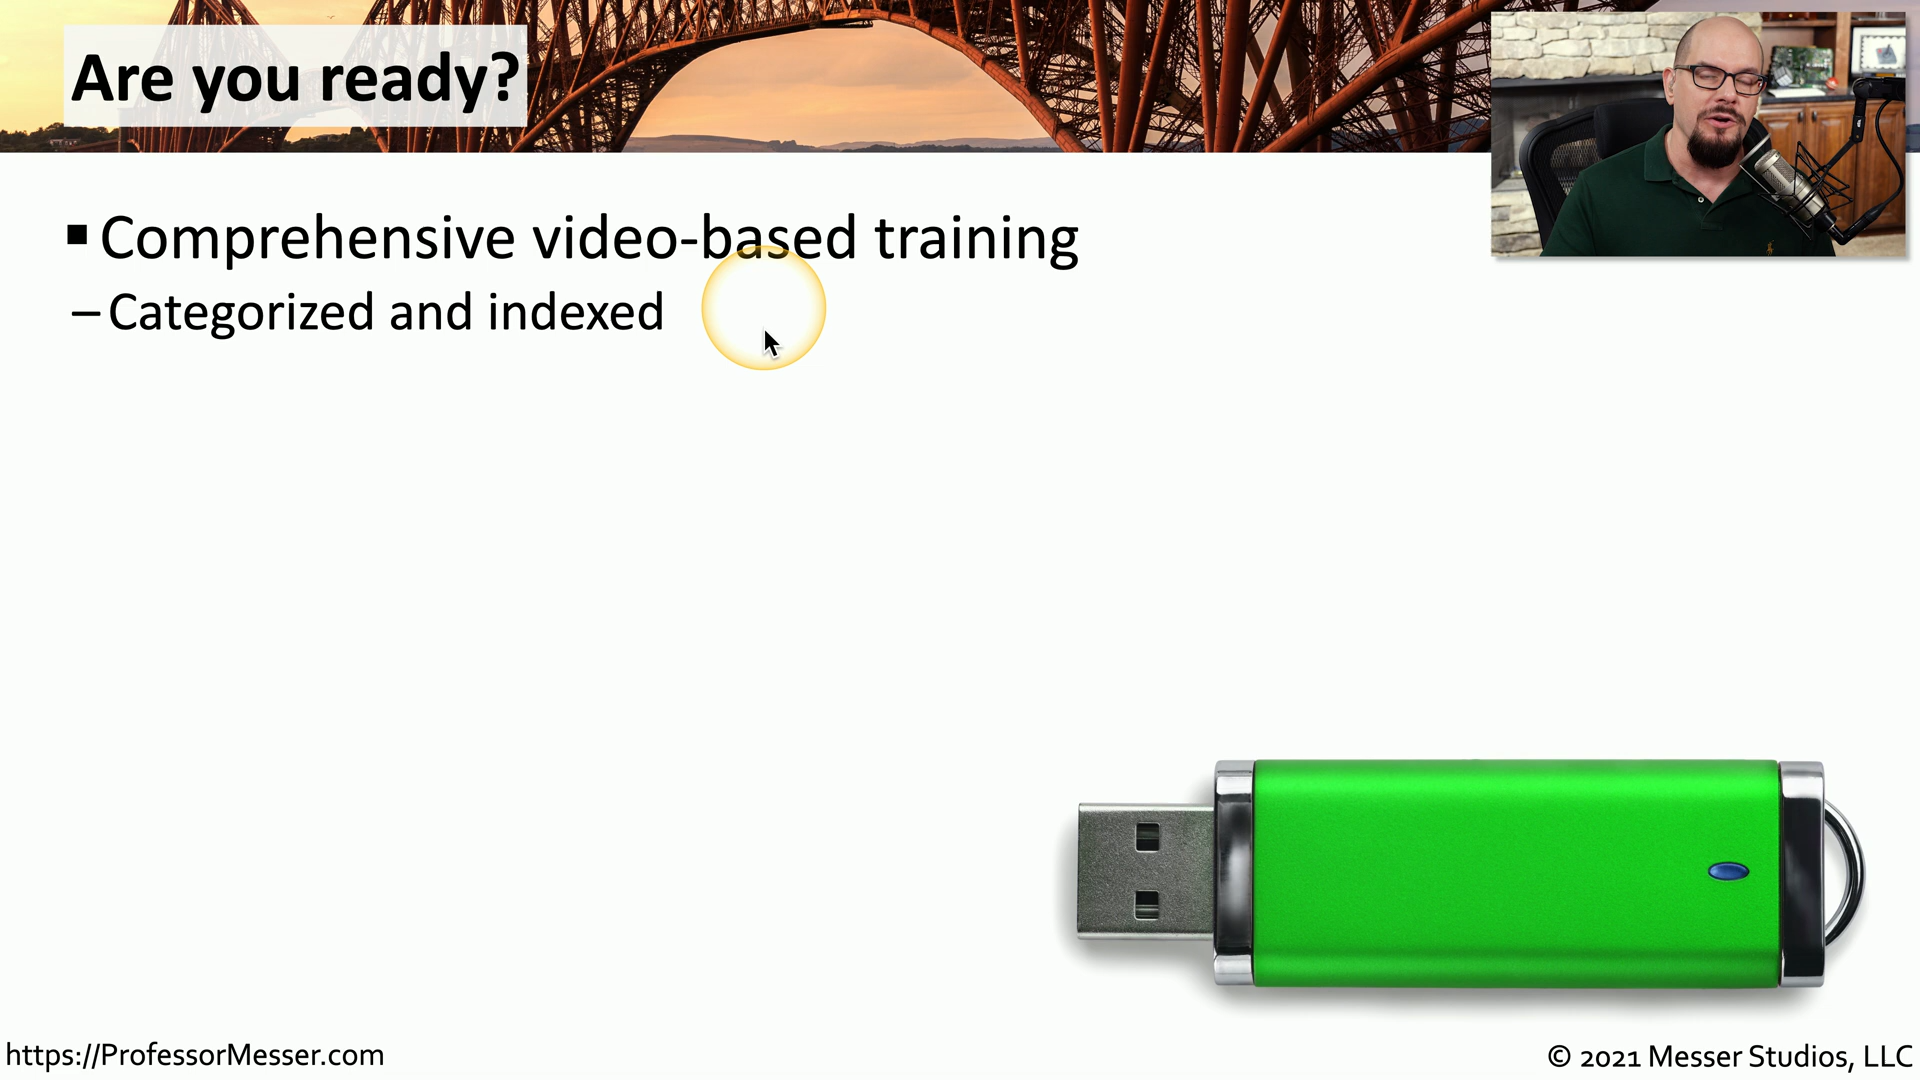 Are you ready?
▪ Comprehensive video-based training
– Categorized and indexed
https://ProfessorMesser.com
© 2021 Messer Studios, LLC